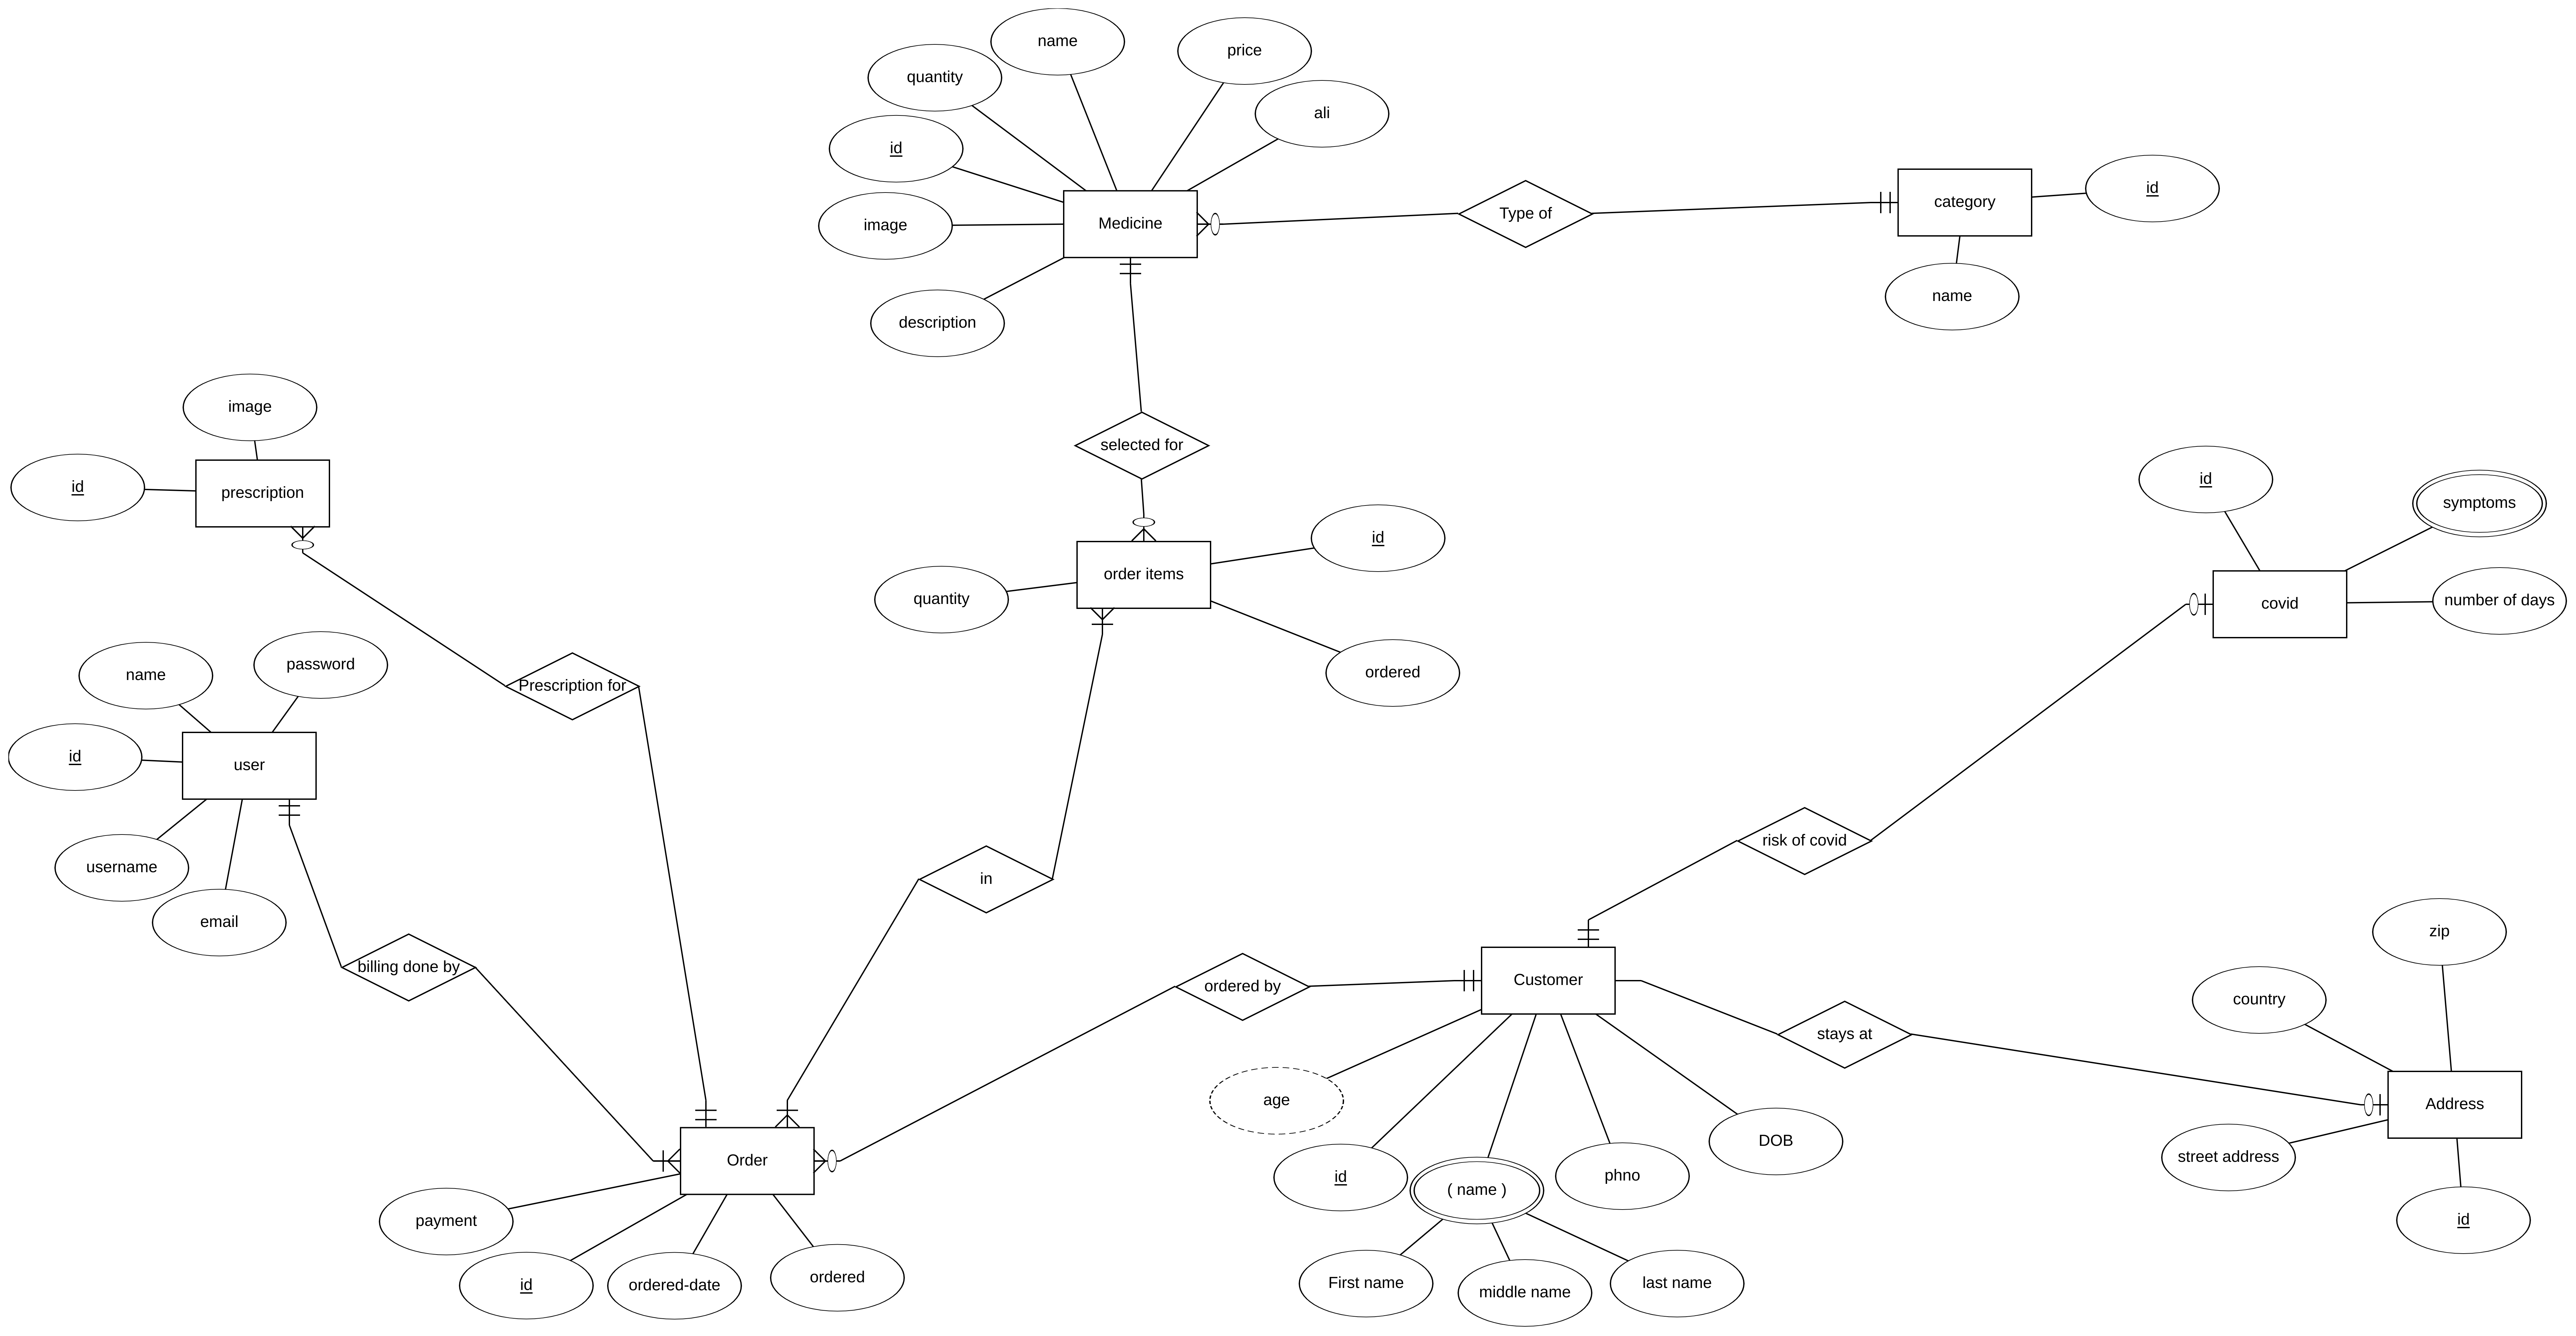 name
price
quantity
ali
id
image
Medicine
description
Type of
category
id
name
selected for
image
id
prescription
id
symptoms
covid
number of days
order items
id
quantity
ordered
Prescription for
name
password
id
user
username
email
billing done by
in
risk of covid
ordered by
Customer
stays at
zip
country
Address
street address
id
age
id
( name )
phno
DOB
First name
middle name
last name
Order
payment
id
ordered-date
ordered